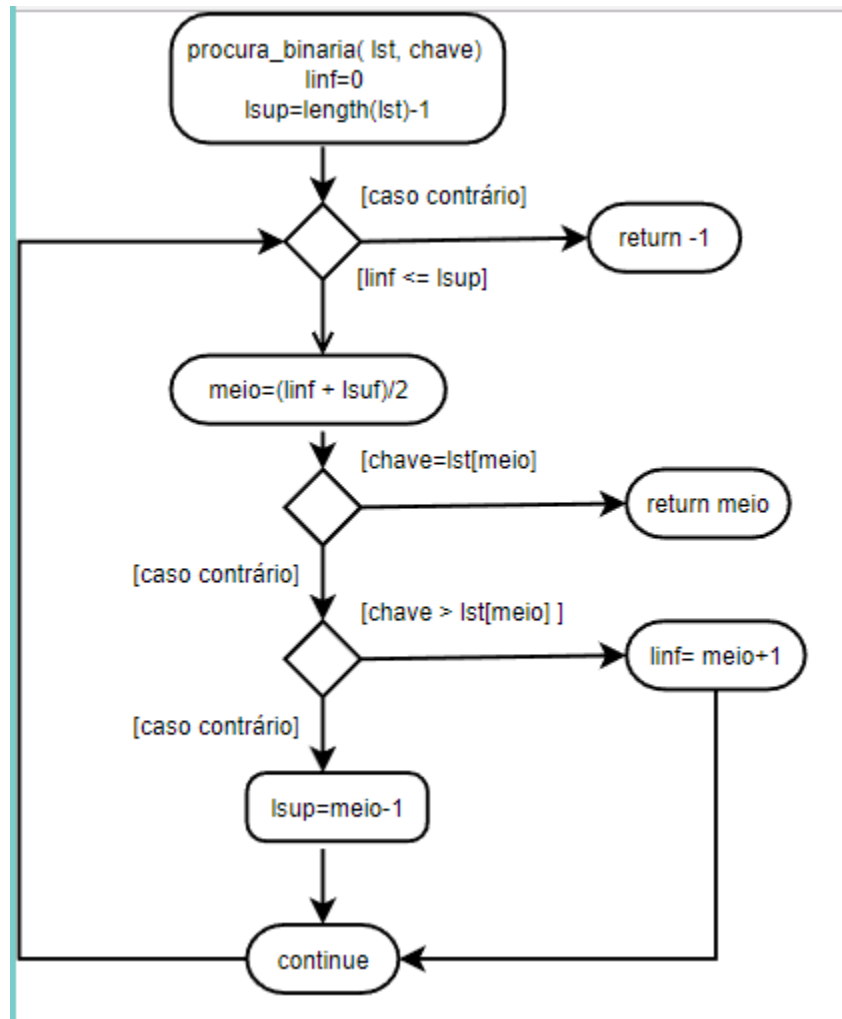 procura_binaria( lst, chave)
linf=0
lsup=length(lst)-1
[caso contrário]
return -1
[linf <= lsup]
meio=(linf + lsuf)/2
[chave=lst[meio]
return meio
[caso contrário]
[chave > lst[meio] ]
linf= meio+1
[caso contrário]
lsup=meio-1
continue